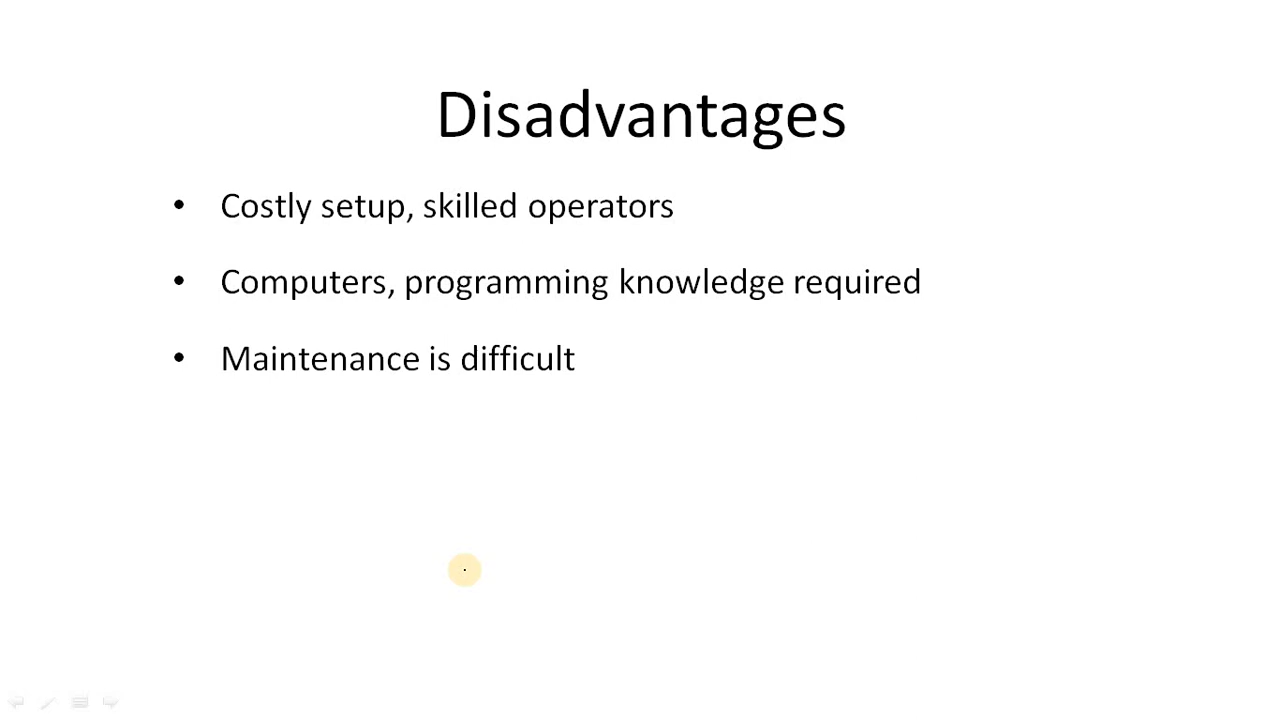 Disadvantages
• Costly setup, skilled operators
• Computers, programming knowledge required
• Maintenance is difficult